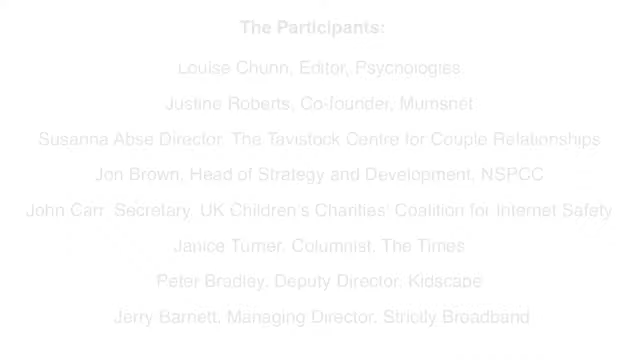 The Participants:
Louise Chunn, Editor, Psychologies
Justine Roberts, Co-founder, Mumsnet
Susanna Abse Director, The Tavistock Centre for Couple Relationships
Jon Brown, Head of Strategy and Development, NSPCC
John Carr, Secretary, UK Children's Charities' Coalition for Internet Safety
Janice Turner, Columnist, The Times
Peter Bradley, Deputy Director, Kidscape
Jerry Barnett, Managing Director, Strictly Broadband